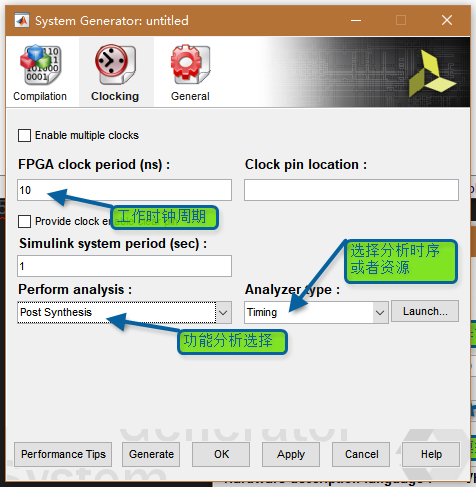 System Generator: untitled
Compilation
Clocking
General
Enable multiple clocks
FPGA clock period (ns) :
Clock pin location :
10
工作时钟周期
Provide clock en
Simulink system period (sec) :
1
选择分析时序
或者资源
Perform analysis :
Analyzer type :
Post Synthesis
Timing
Launch...
功能分析选择
Performance Tips
Generate
OK
Apply
Cancel
Help
Generator
System